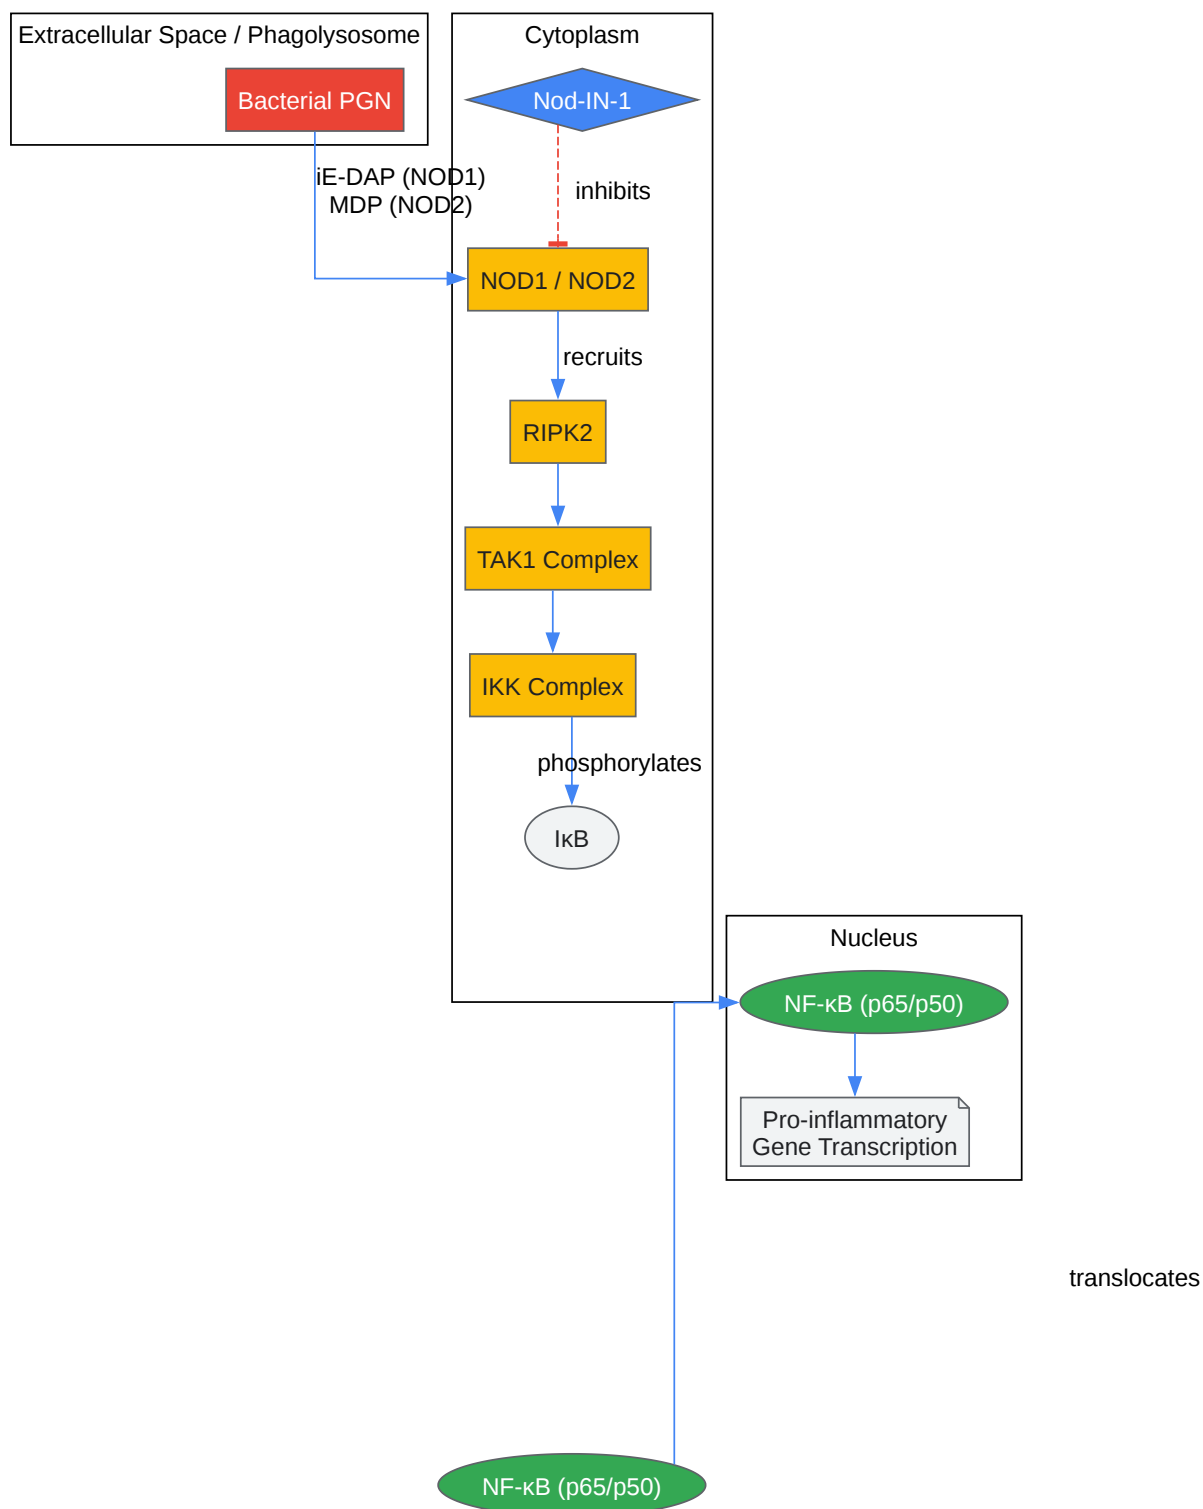 Extracellular Space / Phagolysosome
Cytoplasm
Bacterial PGN
Nod-IN-1
iE-DAP (NOD1)
MDP (NOD2)
inhibits
NOD1 / NOD2
recruits
RIPK2
TAK1 Complex
IKK Complex
phosphorylates
IκB
Nucleus
NF-κB (p65/p50)
Pro-inflammatory
Gene Transcription
translocates
NF-κB (p65/p50)